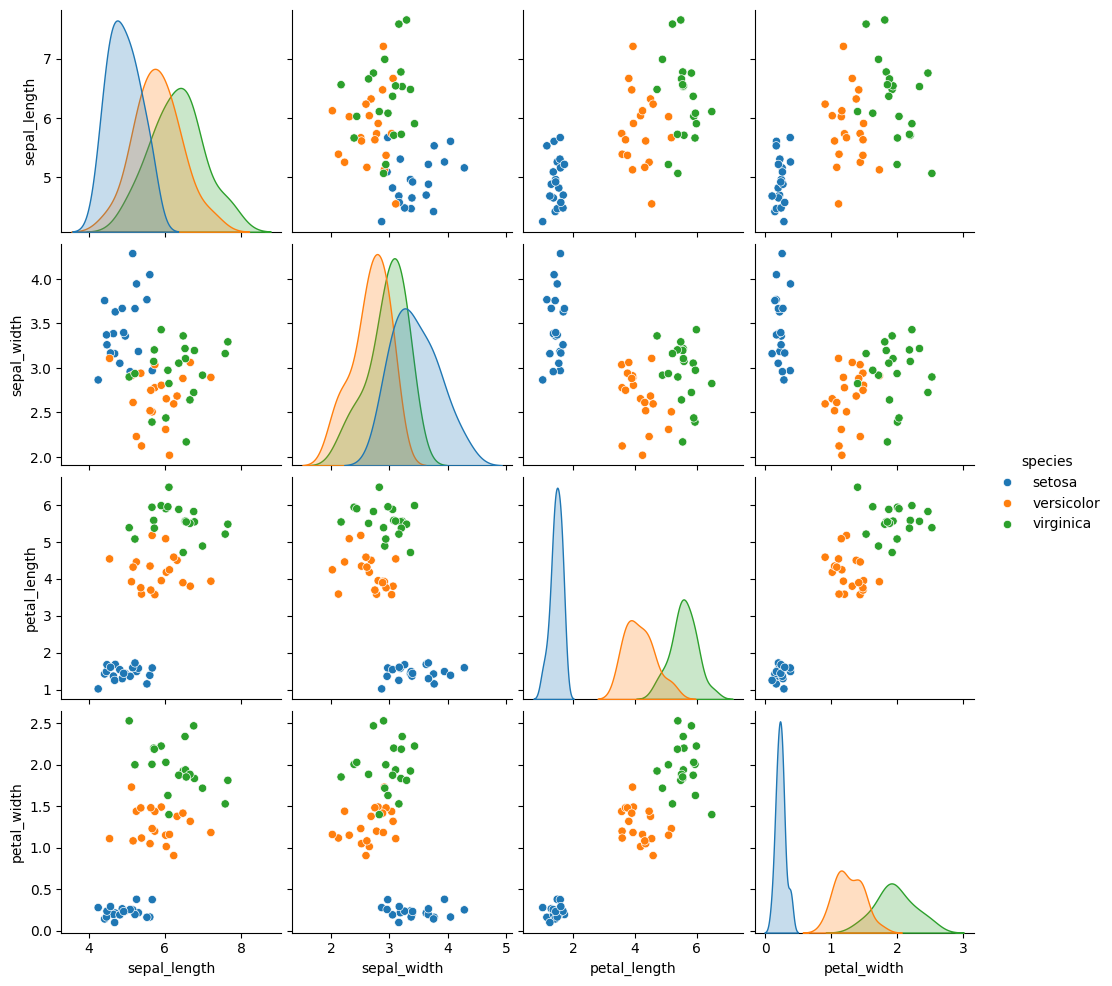 sepal_length
7
6
5
sepal_width
4.0
3.5
3.0
2.5
2.0
species
setosa
versicolor
virginica
petal_length
6
5
4
3
2
1
petal_width
2.5
2.0
1.5
1.0
0.5
0.0
4 6 8 2 3 4 5 2 4 6 0 1 2 3
sepal_length sepal_width petal_length petal_width